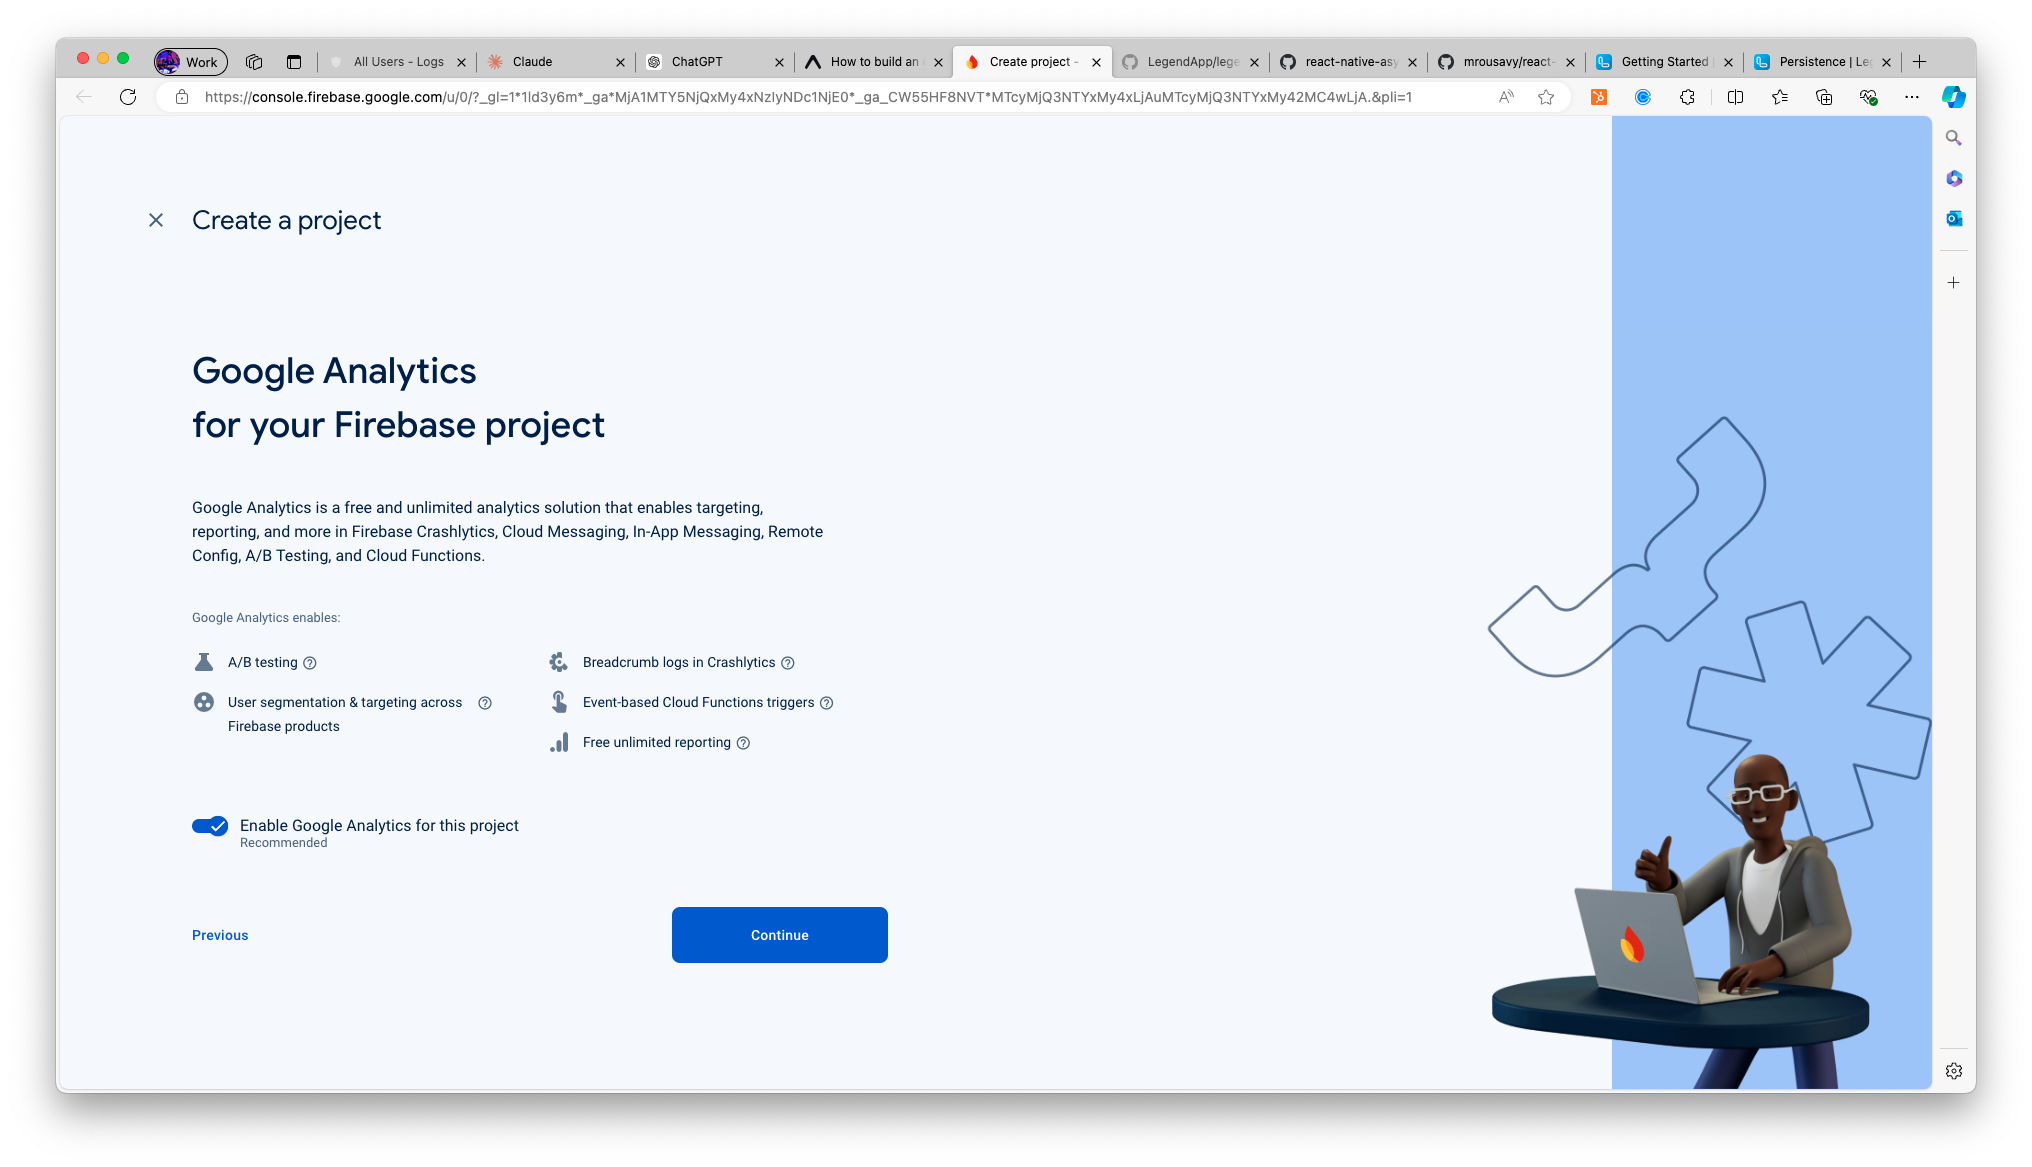 Work
All Users - Logs
Claude
ChatGPT
How to build an
Create project -
LegendApp/lege
react-native-asy
mrousavy/react-
Getting Started
Persistence | Leg
https://console.firebase.google.com/u/0/?_gl=1*1ld3y6m*_ga*MjA1MTY5NjQxMy4xNzIyNDc1NjE0*_ga_CW55HF8NVT*MTcyMjQ3NTYxMy4xLjAuMTcyMjQ3NTYxMy42MC4wLjA.&pli=1
Create a project
Google Analytics
for your Firebase project
Google Analytics is a free and unlimited analytics solution that enables targeting,
reporting, and more in Firebase Crashlytics, Cloud Messaging, In-App Messaging, Remote
Config, A/B Testing, and Cloud Functions.
Google Analytics enables:
A/B testing
User segmentation & targeting across
Firebase products
Breadcrumb logs in Crashlytics
Event-based Cloud Functions triggers
Free unlimited reporting
Enable Google Analytics for this project
Recommended
Previous
Continue